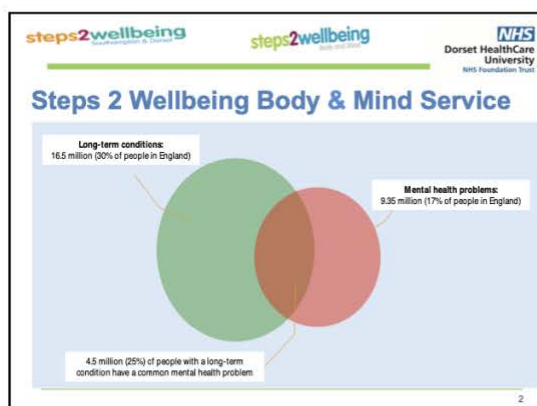 steps2wellbeing
Southampton & Dorset
steps2wellbeing
Body and Mind
NHS
Dorset HealthCare
University
NHS Foundation Trust
Steps 2 Wellbeing Body & Mind Service
Long-term conditions:
16.5 million (30% of people in England)
Mental health problems:
9.35 million (17% of people in England)
4.5 million (25%) of people with a long-term
condition have a common mental health problem
2